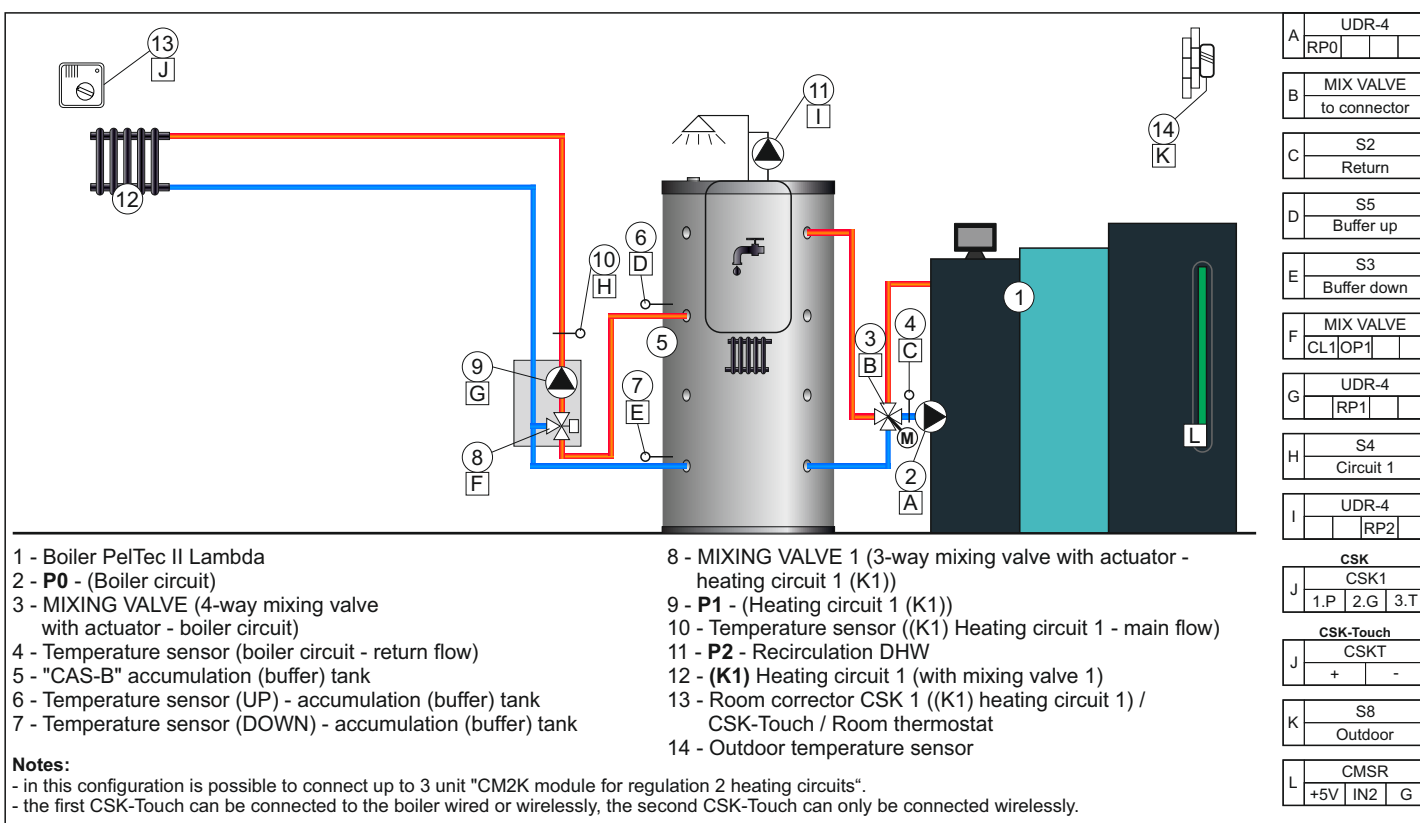 13
J
12
10
H
9
G
8
F
6
D
5
7
E
11
I
3
B
4
C
M
2
A
1
14
K
L
1 - Boiler PelTec II Lambda
2 - P0 - (Boiler circuit)
3 - MIXING VALVE (4-way mixing valve
with actuator - boiler circuit)
4 - Temperature sensor (boiler circuit - return flow)
5 - "CAS-B" accumulation (buffer) tank
6 - Temperature sensor (UP) - accumulation (buffer) tank
7 - Temperature sensor (DOWN) - accumulation (buffer) tank
8 - MIXING VALVE 1 (3-way mixing valve with actuator -
heating circuit 1 (K1))
9 - P1 - (Heating circuit 1 (K1))
10 - Temperature sensor ((K1) Heating circuit 1 - main flow)
11 - P2 - Recirculation DHW
12 - (K1) Heating circuit 1 (with mixing valve 1)
13 - Room corrector CSK 1 ((K1) heating circuit 1) /
CSK-Touch / Room thermostat
14 - Outdoor temperature sensor
Notes:
- in this configuration is possible to connect up to 3 unit "CM2K module for regulation 2 heating circuits“.
- the first CSK-Touch can be connected to the boiler wired or wirelessly, the second CSK-Touch can only be connected wirelessly.
A UDR-4
RP0
B MIX VALVE
to connector
C S2
Return
D S5
Buffer up
E S3
Buffer down
F MIX VALVE
CL1 OP1
G UDR-4
RP1
H S4
Circuit 1
I UDR-4
RP2
CSK
J CSK1
1.P 2.G 3.T
CSK-Touch
J CSKT
+ -
K S8
Outdoor
L CMSR
+5V IN2 G